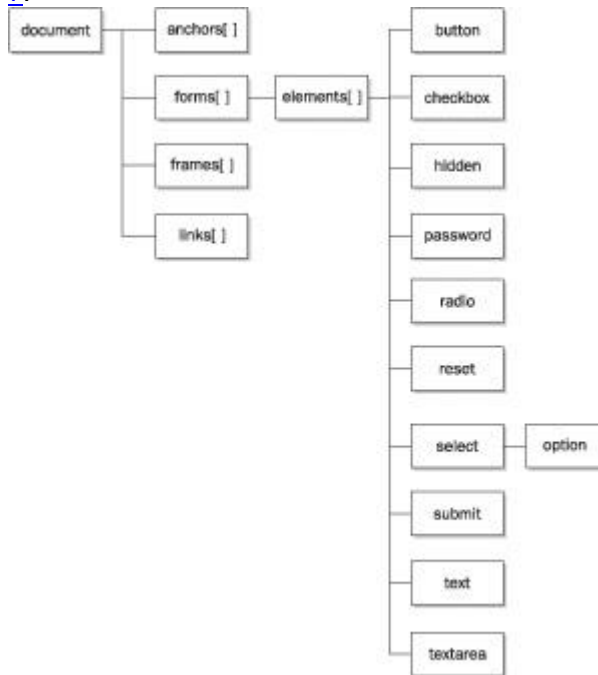 document
anchors[ ]
button
forms[ ]
elements[ ]
checkbox
frames[ ]
hidden
links[ ]
password
radio
reset
select
option
submit
text
textarea